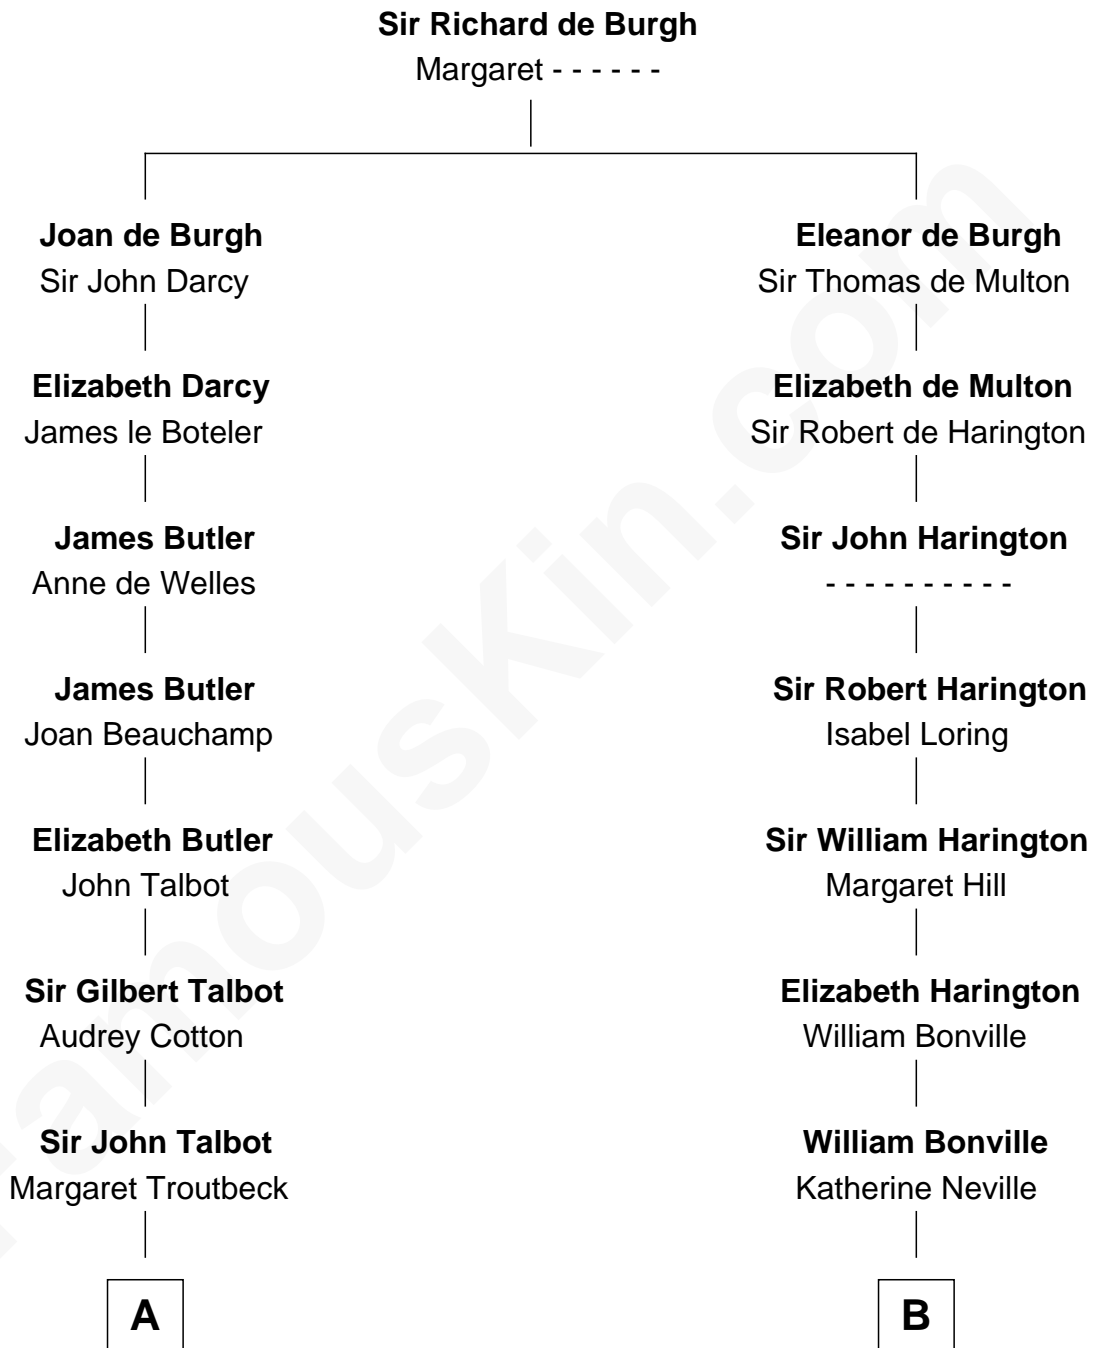 Sir Richard de Burgh
Margaret - - - - - -
Joan de Burgh
Sir John Darcy
Eleanor de Burgh
Sir Thomas de Multon
Elizabeth Darcy
James le Boteler
Elizabeth de Multon
Sir Robert de Harington
James Butler
Anne de Welles
Sir John Harington
- - - - - - - - - -
James Butler
Joan Beauchamp
Sir Robert Harington
Isabel Loring
Elizabeth Butler
John Talbot
Sir William Harington
Margaret Hill
Sir Gilbert Talbot
Audrey Cotton
Elizabeth Harington
William Bonville
Sir John Talbot
Margaret Troutbeck
William Bonville
Katherine Neville
A
B
FamousKin.com